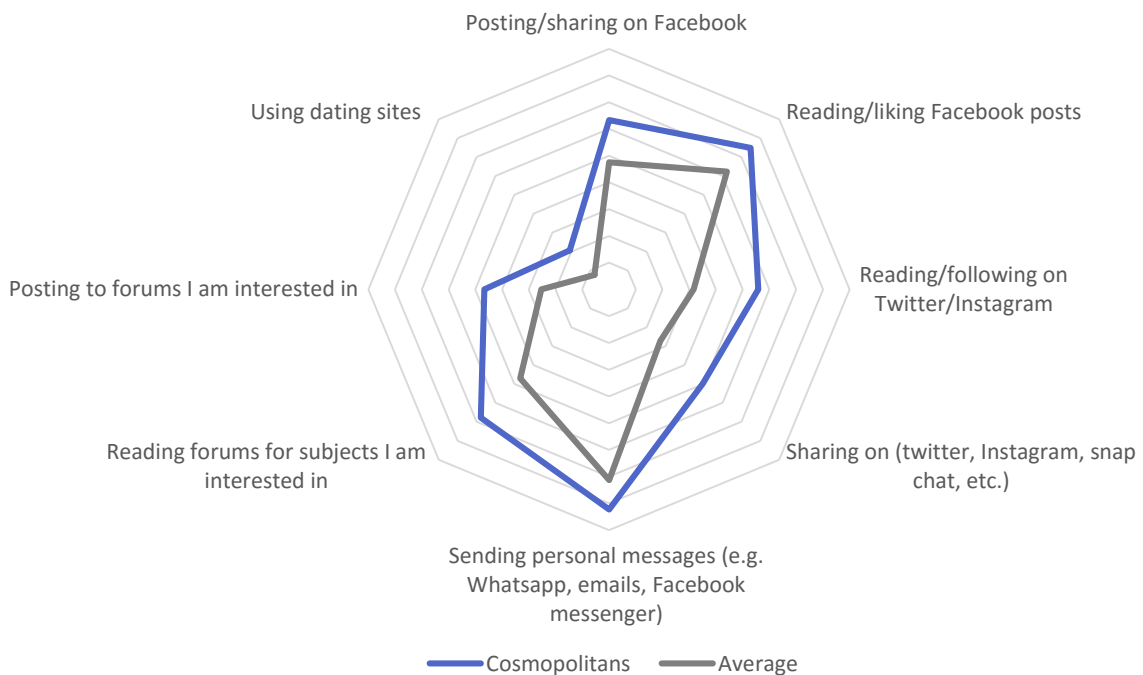 Posting/sharing on Facebook
Using dating sites
Reading/liking Facebook posts
Posting to forums I am interested in
Reading/following on
Twitter/Instagram
Reading forums for subjects I am
interested in
Sharing on (twitter, Instagram, snap
chat, etc.)
Sending personal messages (e.g.
Whatsapp, emails, Facebook
messenger)
Cosmopolitans
Average